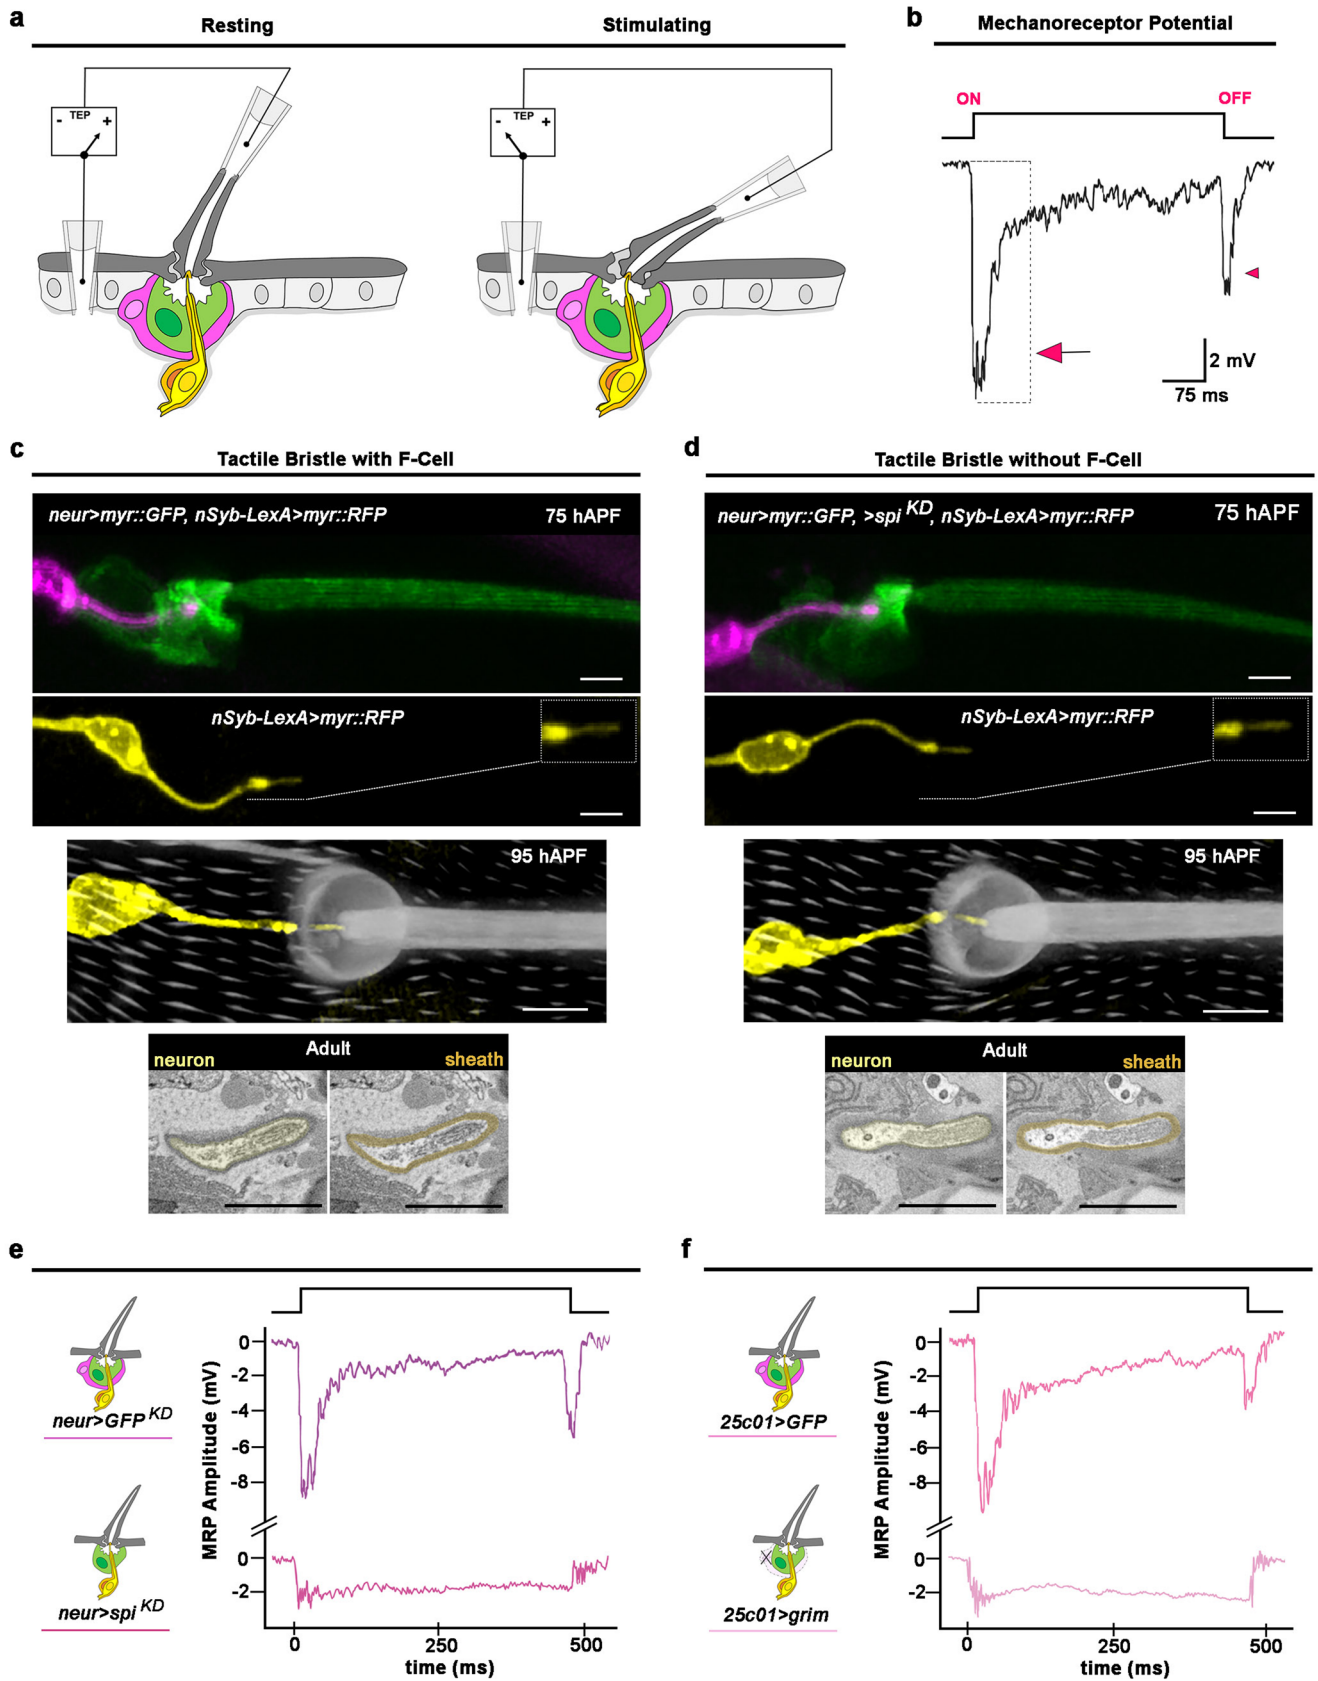 a
Resting
Stimulating
TEP
- +
TEP
- +
b
Mechanoreceptor Potential
ON
OFF
2 mV
75 ms
c
Tactile Bristle with F-Cell
neur>myr::GFP, nSyb-LexA>myr::RFP
75 hAPF
nSyb-LexA>myr::RFP
95 hAPF
Adult
neuron
sheath
d
Tactile Bristle without F-Cell
neur>myr::GFP, >spi KD, nSyb-LexA>myr::RFP
75 hAPF
nSyb-LexA>myr::RFP
95 hAPF
Adult
neuron
sheath
e
neur>GFP KD
neur>spi KD
MRP Amplitude (mV)
0
-2
-4
-6
-8
0
-2
0
250
500
time (ms)
f
25c01>GFP
25c01>grim
MRP Amplitude (mV)
0
-2
-4
-6
-8
0
-2
0
250
500
time (ms)